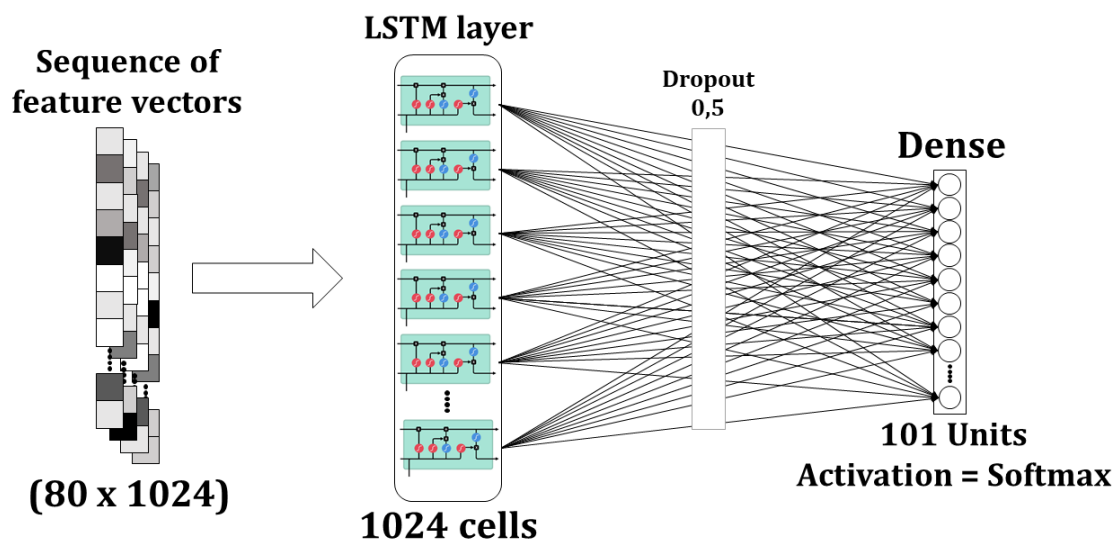 Sequence of
feature vectors
(80 x 1024)
LSTM layer
1024 cells
Dropout
0,5
Dense
101 Units
Activation = Softmax